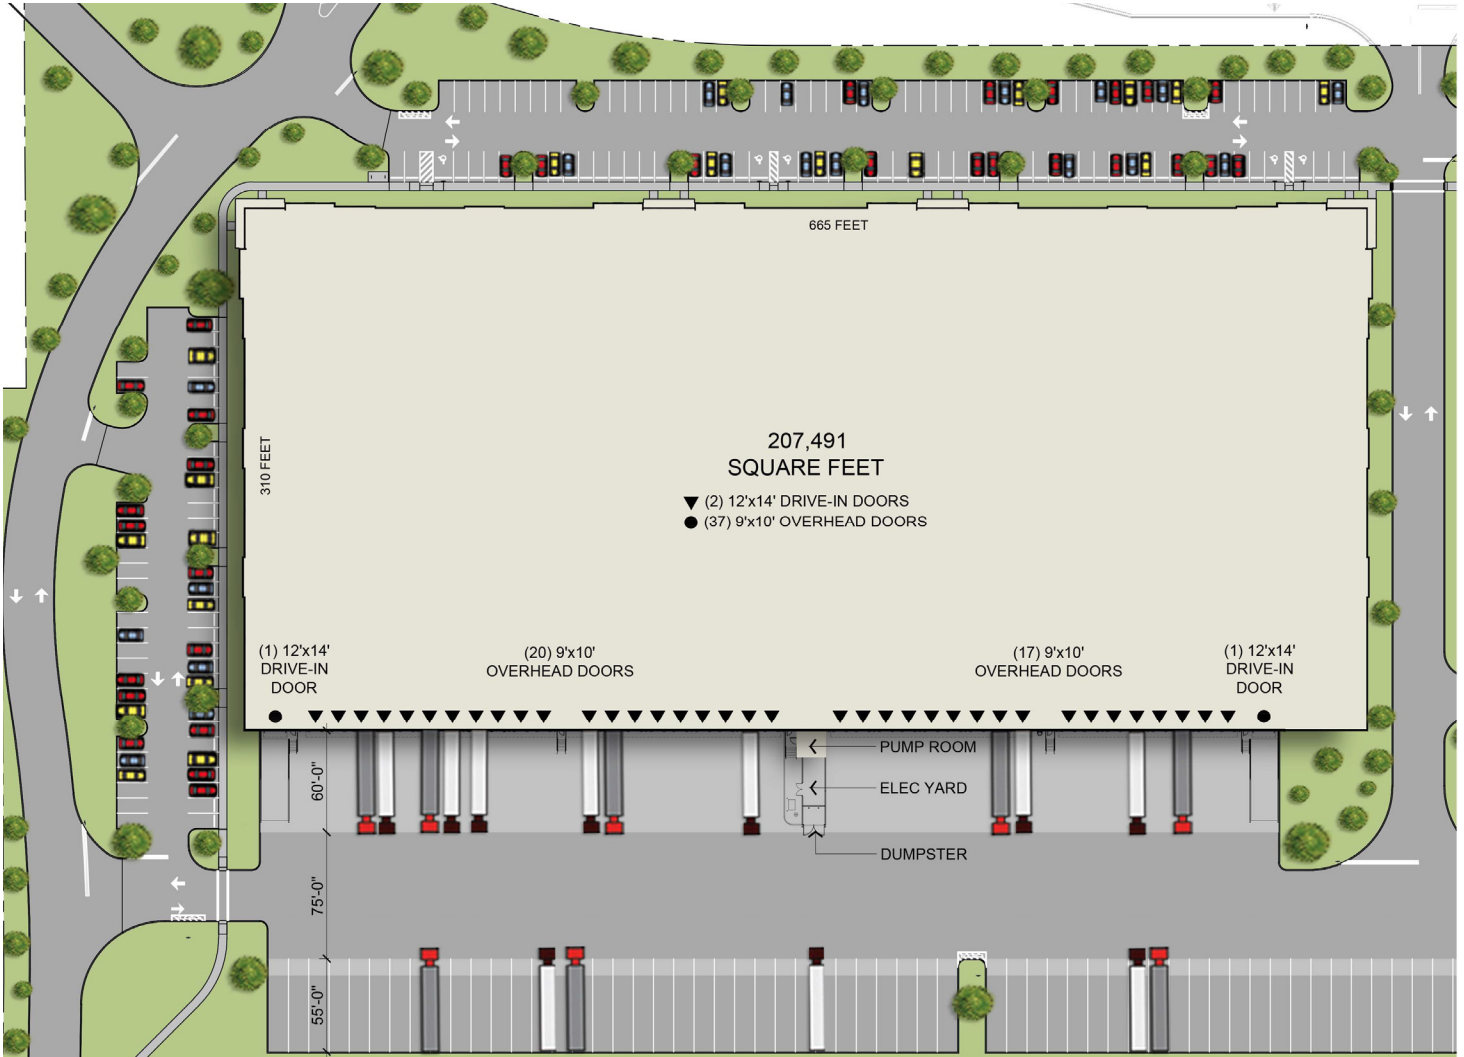 665 FEET
310 FEET
207,491
SQUARE FEET
(2) 12'x14' DRIVE-IN DOORS
(37) 9'x10' OVERHEAD DOORS
(1) 12'x14'
DRIVE-IN
DOOR
(20) 9'x10'
OVERHEAD DOORS
(17) 9'x10'
OVERHEAD DOORS
(1) 12'x14'
DRIVE-IN
DOOR
PUMP ROOM
ELEC YARD
DUMPSTER
60'-0"
75'-0"
55'-0"